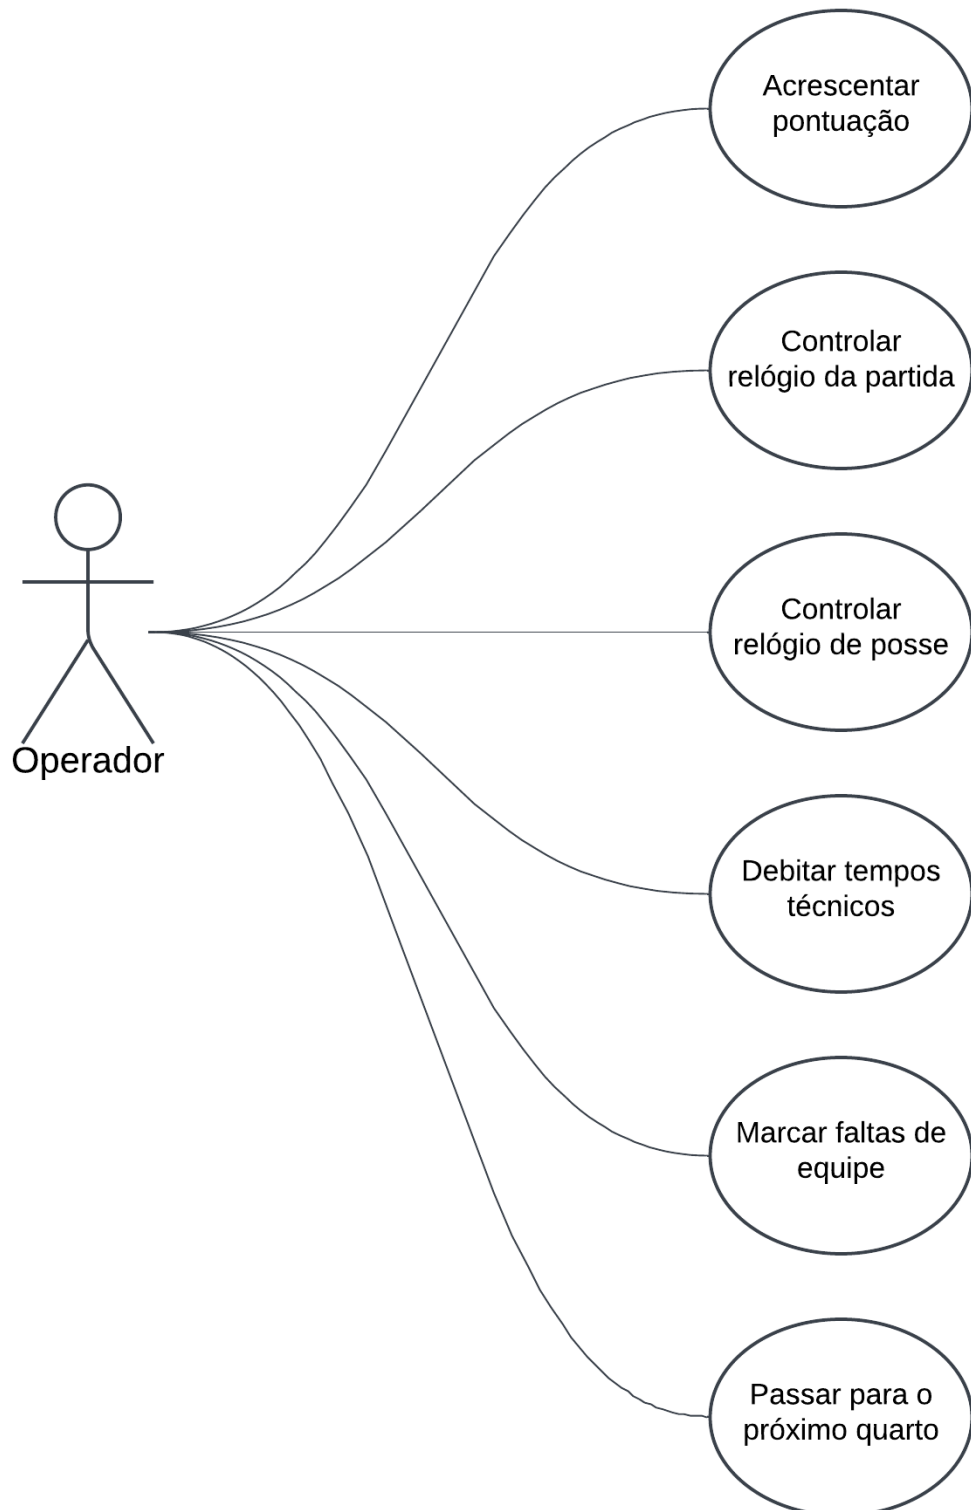 Acrescentar
pontuação
Controlar
relógio da partida
Controlar
relógio de posse
Operador
Debitar tempos
técnicos
Marcar faltas de
equipe
Passar para o
próximo quarto